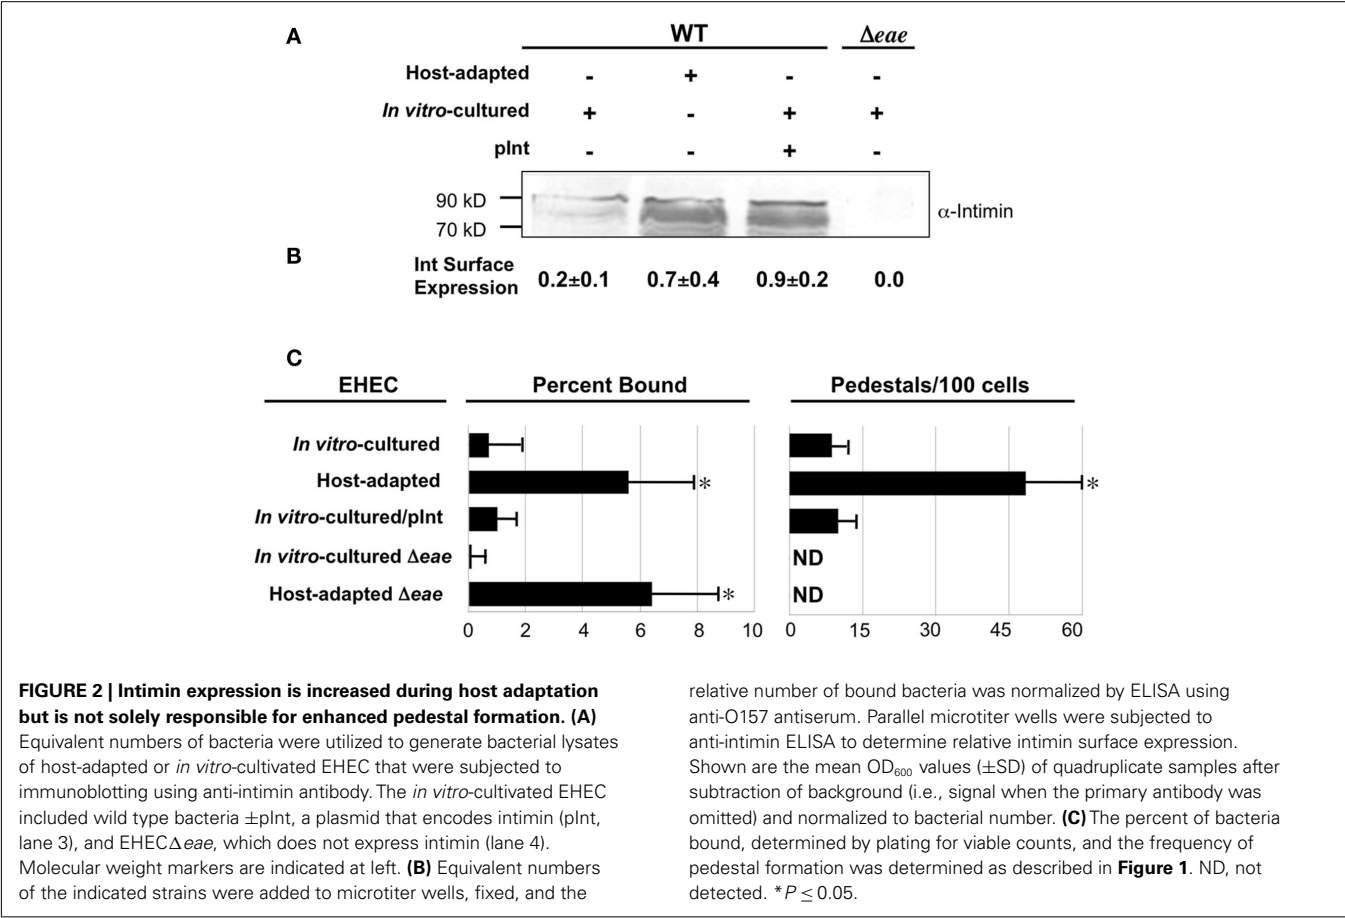 A
WT Δeae
Host-adapted - + - -
In vitro-cultured + - + +
pInt - - + -
90 kD
70 kD
α-Intimin
B
Int Surface
Expression 0.2±0.1 0.7±0.4 0.9±0.2 0.0
C
EHEC Percent Bound Pedestals/100 cells
In vitro-cultured
Host-adapted * *
In vitro-cultured/pInt
In vitro-cultured Δeae ND
Host-adapted Δeae * ND
0 2 4 6 8 10 0 15 30 45 60
FIGURE 2 | Intimin expression is increased during host adaptation
but is not solely responsible for enhanced pedestal formation. (A)
Equivalent numbers of bacteria were utilized to generate bacterial lysates
of host-adapted or in vitro-cultivated EHEC that were subjected to
immunoblotting using anti-intimin antibody. The in vitro-cultivated EHEC
included wild type bacteria ±pInt, a plasmid that encodes intimin (pInt,
lane 3), and EHECΔeae, which does not express intimin (lane 4).
Molecular weight markers are indicated at left. (B) Equivalent numbers
of the indicated strains were added to microtiter wells, fixed, and the
relative number of bound bacteria was normalized by ELISA using
anti-O157 antiserum. Parallel microtiter wells were subjected to
anti-intimin ELISA to determine relative intimin surface expression.
Shown are the mean OD₆₀₀ values (±SD) of quadruplicate samples after
subtraction of background (i.e., signal when the primary antibody was
omitted) and normalized to bacterial number. (C) The percent of bacteria
bound, determined by plating for viable counts, and the frequency of
pedestal formation was determined as described in Figure 1. ND, not
detected. *P ≤ 0.05.